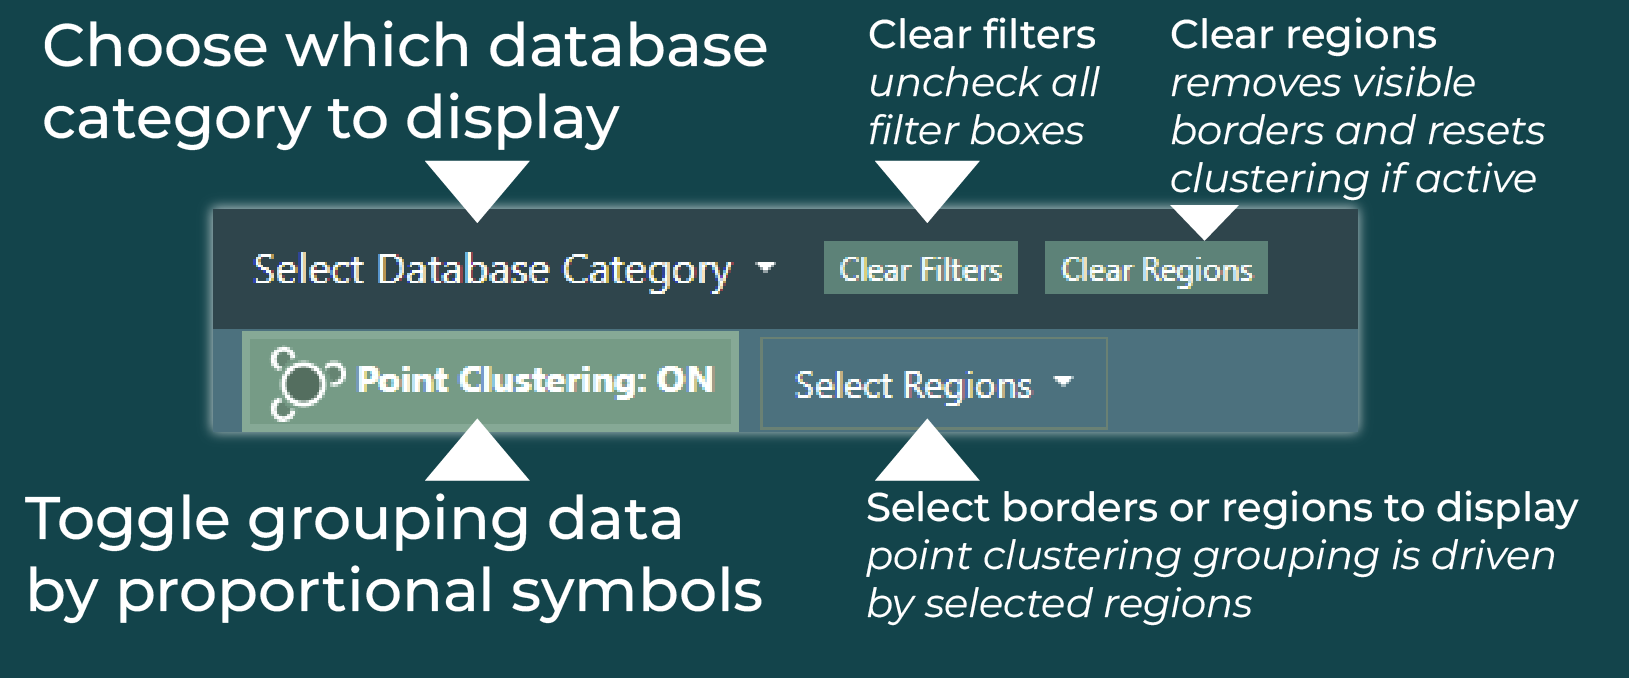 Choose which database
category to display
Clear filters
uncheck all
filter boxes
Clear regions
removes visible
borders and resets
clustering if active
Select Database Category
Clear Filters
Clear Regions
Point Clustering: ON
Select Regions
Toggle grouping data
by proportional symbols
Select borders or regions to display
point clustering grouping is driven
by selected regions